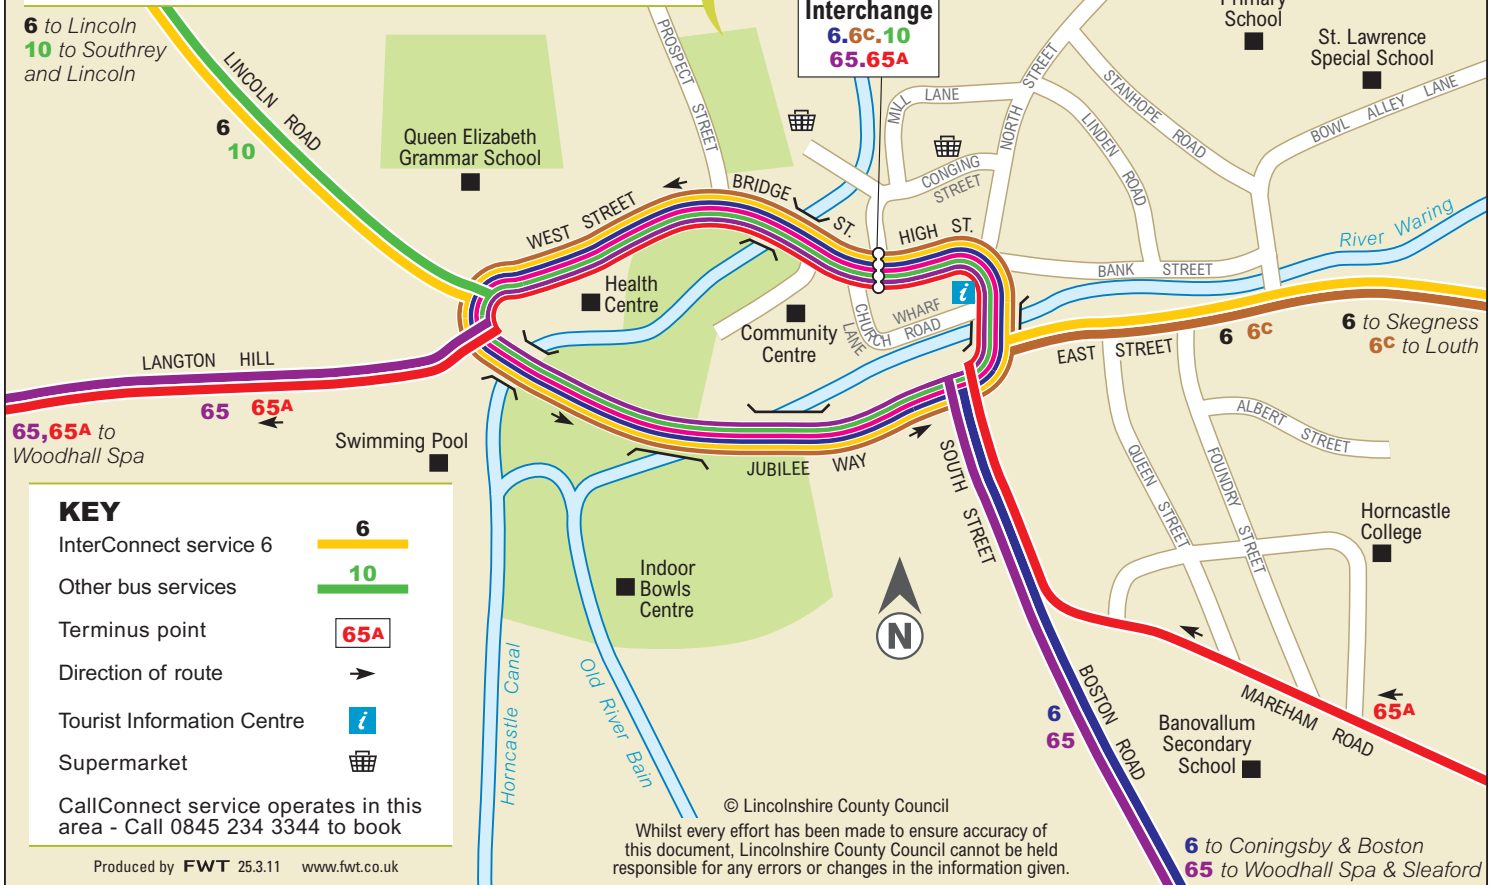 6 to Lincoln
10 to Southrey
and Lincoln
LINCOLN ROAD
6
10
PROSPECT STREET
Interchange
6.6C.10
65.65A
Primary
School
St. Lawrence
Special School
Queen Elizabeth
Grammar School
MILL LANE
NORTH STREET
STANHOPE ROAD
LINDEN ROAD
BOWL ALLEY LANE
CONGING
STREET
WEST STREET
BRIDGE ST.
HIGH ST.
River Waring
BANK STREET
Health
Centre
i
WHARF
ROAD
CHURCH
LANE
Community
Centre
LANGTON HILL
65 65A
65,65A to
Woodhall Spa
EAST STREET
6 6C
6 to Skegness
6C to Louth
ALBERT STREET
QUEEN STREET
FOUNDRY STREET
Swimming Pool
JUBILEE WAY
SOUTH STREET
Horncastle
College
Indoor
Bowls
Centre
N
Horncastle Canal
Old River Bain
BOSTON ROAD
6
65
MAREHAM ROAD
65A
Banovallum
Secondary
School
KEY
InterConnect service 6
6
Other bus services
10
Terminus point
65A
Direction of route
Tourist Information Centre
i
Supermarket
CallConnect service operates in this
area - Call 0845 234 3344 to book
Produced by FWT 25.3.11 www.fwt.co.uk
© Lincolnshire County Council
Whilst every effort has been made to ensure accuracy of
this document, Lincolnshire County Council cannot be held
responsible for any errors or changes in the information given.
6 to Coningsby & Boston
65 to Woodhall Spa & Sleaford